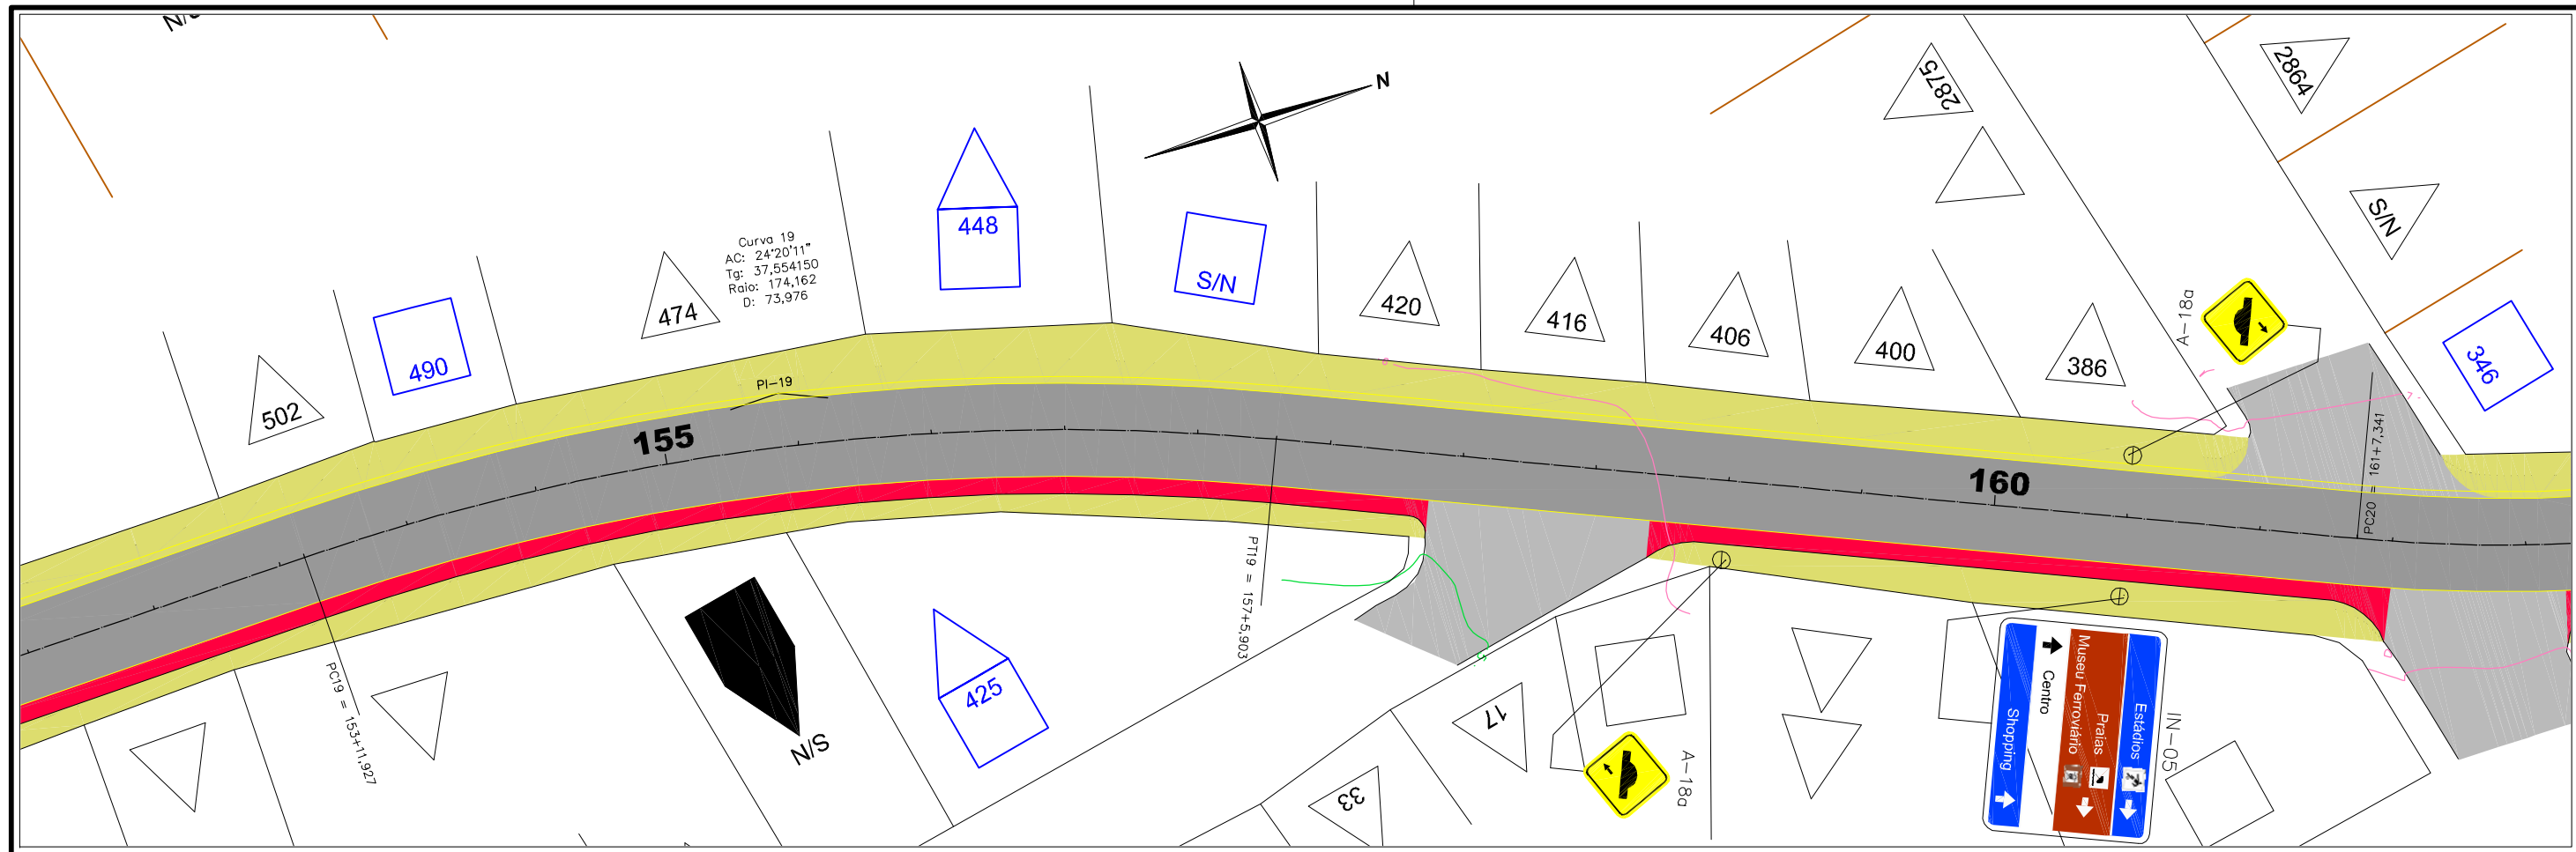 N
2875
2864
S/N
448
S/N
Curva 19
AC: 24°20'11"
Tg: 37,554150
Raio: 174,162
D: 73,976
474
490
502
420
416
406
400
386
346
A-18a
PI-19
155
160
PC20 = 161+7,341
PT19 = 157+5,903
PC19 = 153+11,927
N/S
425
17
33
A-18a
IN-05
Estádios
Praias
Museu Ferroviário
Centro
Shopping